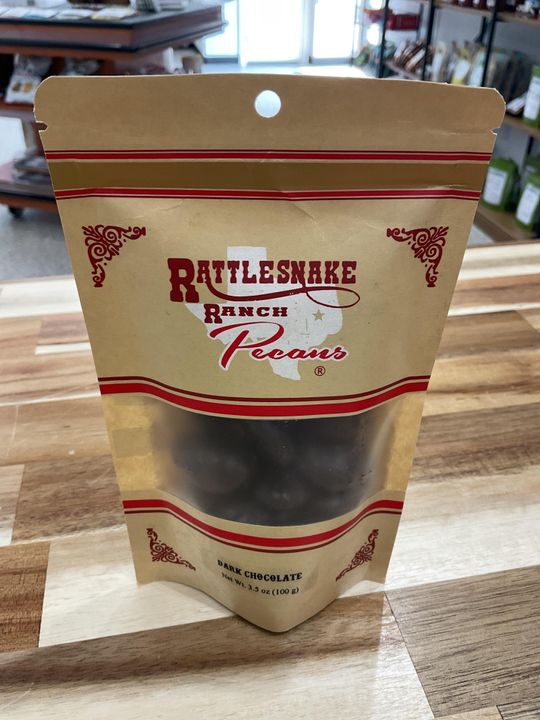 RATTLESNAKE
RANCH
Pecans
®
DARK CHOCOLATE
Net Wt. 3.5 oz (100 g)